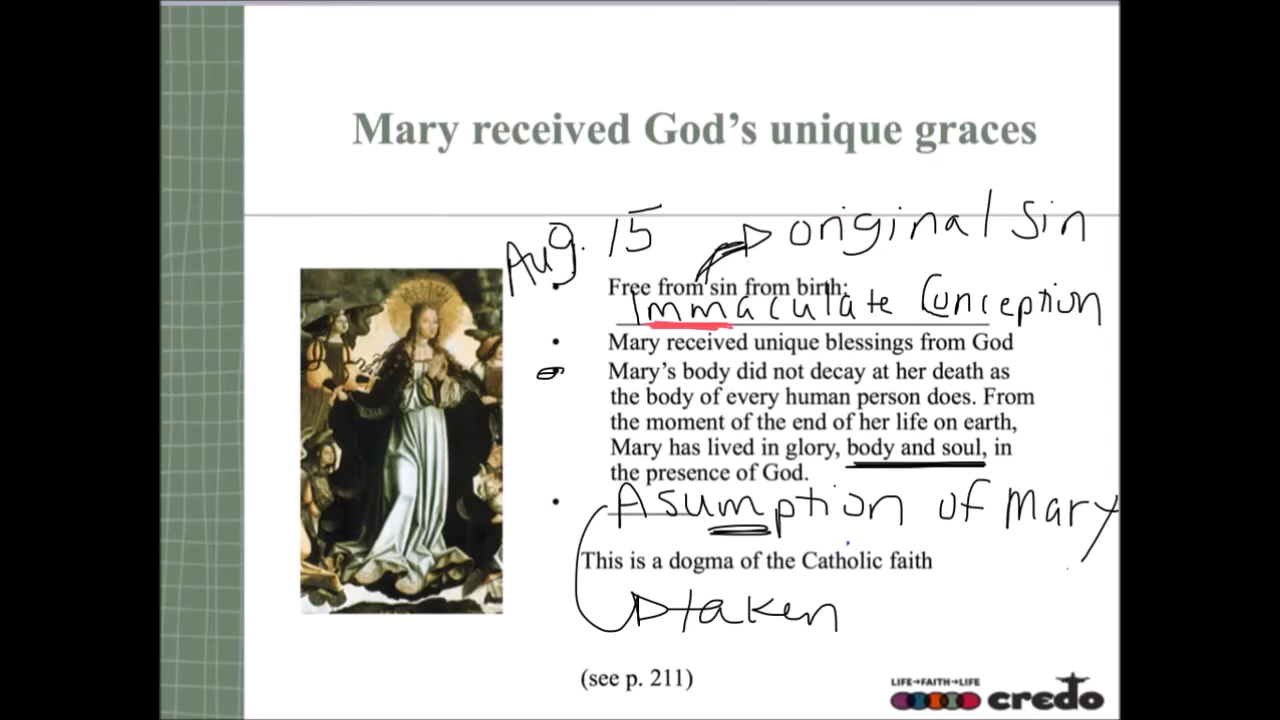 Mary received God's unique graces
Aug. 15
original sin
Free from sin from birth:
Immaculate Conception
• Mary received unique blessings from God
Mary's body did not decay at her death as
the body of every human person does. From
the moment of the end of her life on earth,
Mary has lived in glory, body and soul, in
the presence of God.
• Asumption of Mary
This is a dogma of the Catholic faith
taken
(see p. 211)
LIFE→FAITH→LIFE
credo